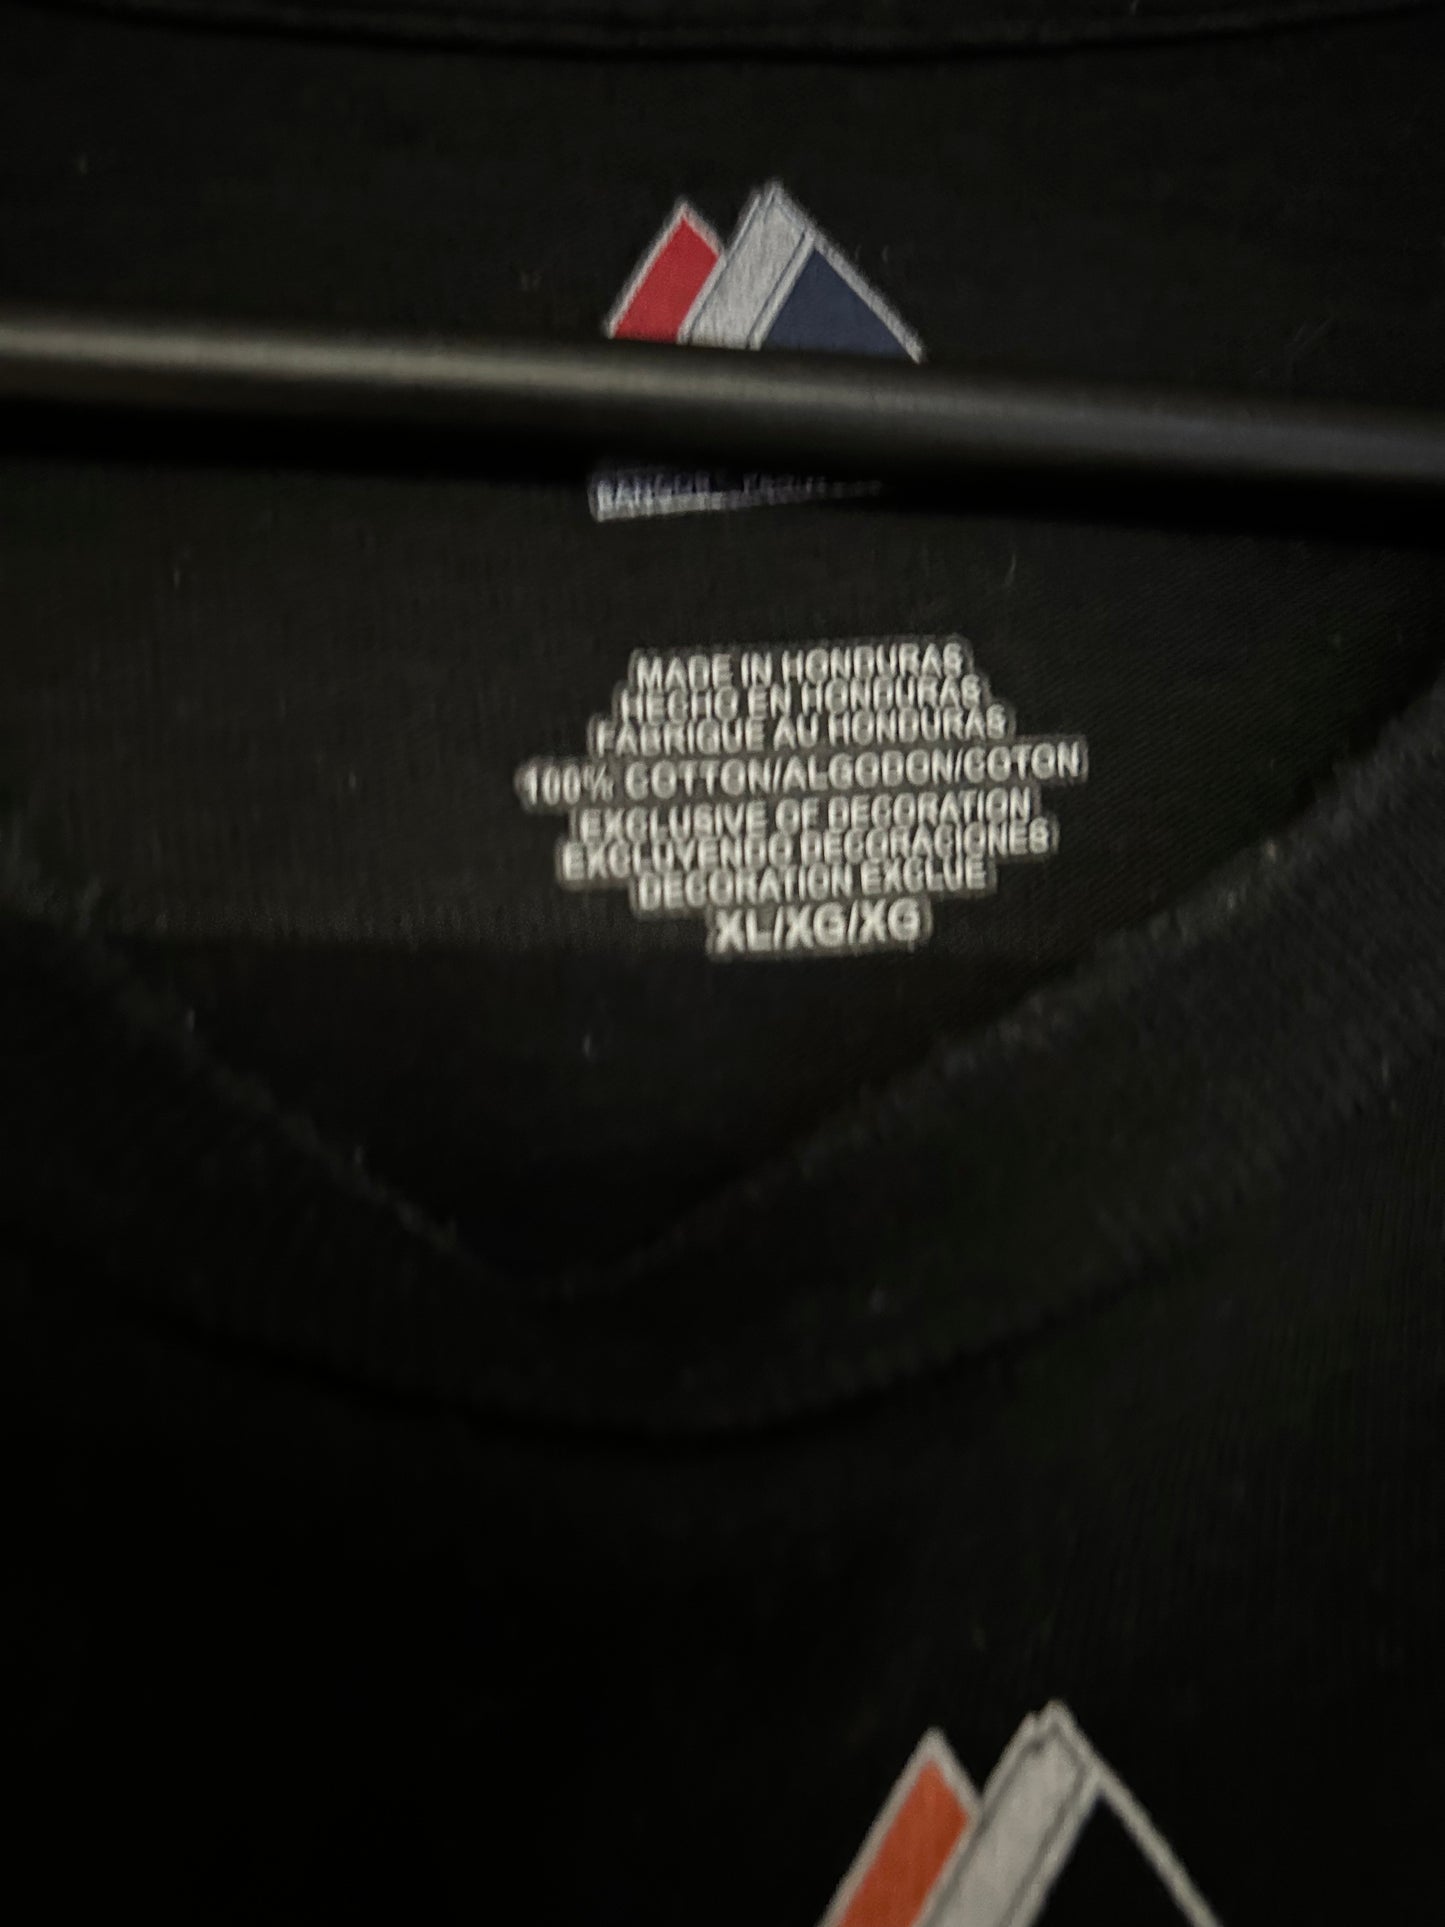 MADE IN HONDURAS
HECHO EN HONDURAS
FABRIQUE AU HONDURAS
100% COTTON/ALGODON/COTON
EXCLUSIVE OF DECORATION
EXCLUYENDO DECORACIONES
DECORATION EXCLUE
XL/XG/XG